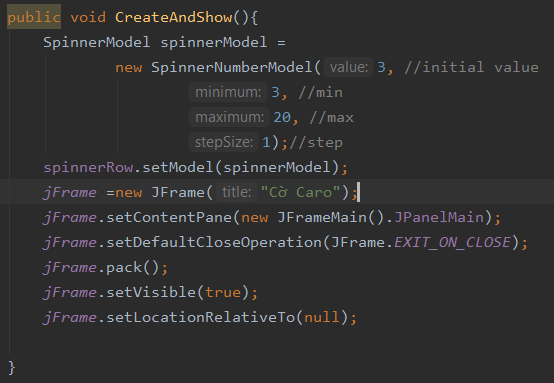 public void CreateAndShow(){
SpinnerModel spinnerModel =
new SpinnerNumberModel( value: 3, //initial value
minimum: 3, //min
maximum: 20, //max
stepSize: 1);//step
spinnerRow.setModel(spinnerModel);
jFrame =new JFrame( title: "Cờ Caro");
jFrame.setContentPane(new JFrameMain().JPanelMain);
jFrame.setDefaultCloseOperation(JFrame.EXIT_ON_CLOSE);
jFrame.pack();
jFrame.setVisible(true);
jFrame.setLocationRelativeTo(null);
}